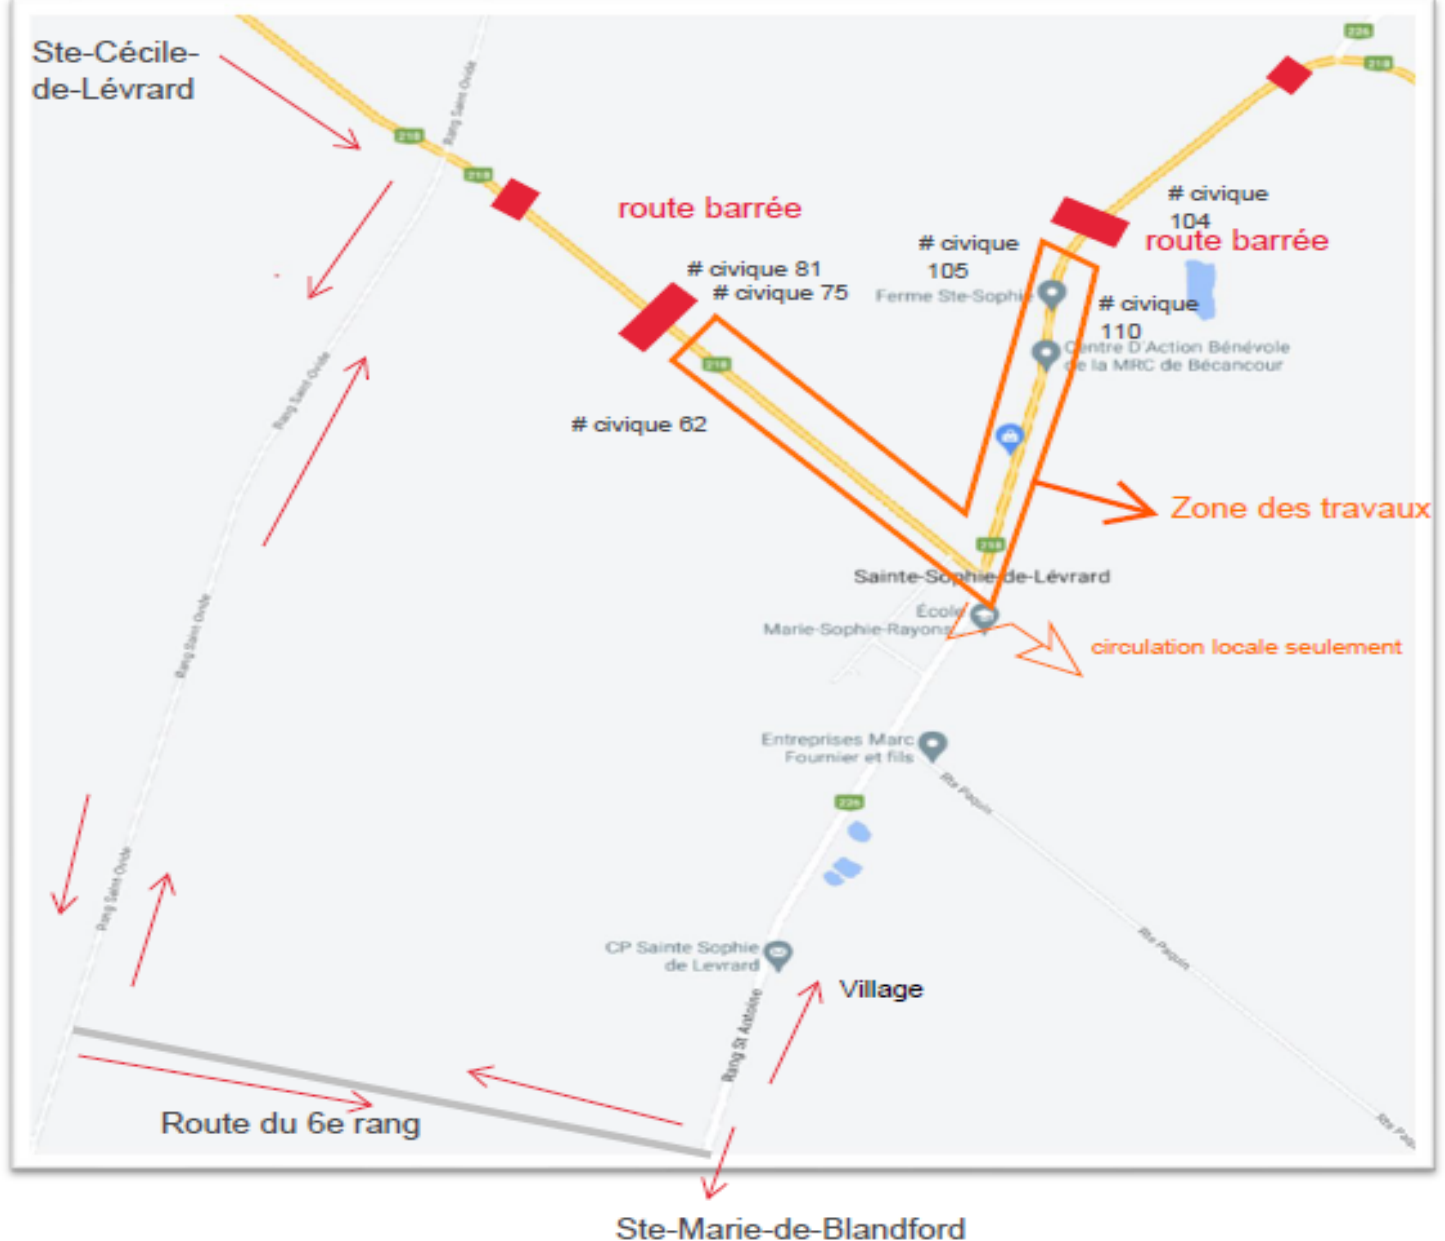 Ste-Cécile-
de-Lévrard
226
218
218
218
Rang Saint Ovide
route barrée
# civique
104
route barrée
# civique
105
# civique 81
# civique 75
Ferme Ste-Sophie
# civique
110
Centre D'Action Bénévole
de la MRC de Bécancour
218
Rang Saint-Ovide
# civique 62
Zone des travaux
218
Sainte-Sophie-de-Lévrard
École
Marie-Sophie-Rayons
circulation locale seulement
Rang Saint Ovide
Entreprises Marc
Fournier et fils
Rte Paquin
226
Rang Saint Ovide
CP Sainte Sophie
de Levrard
Rte Paquin
Village
Rang St Antoine
Route du 6e rang
Rte Paq
Ste-Marie-de-Blandford